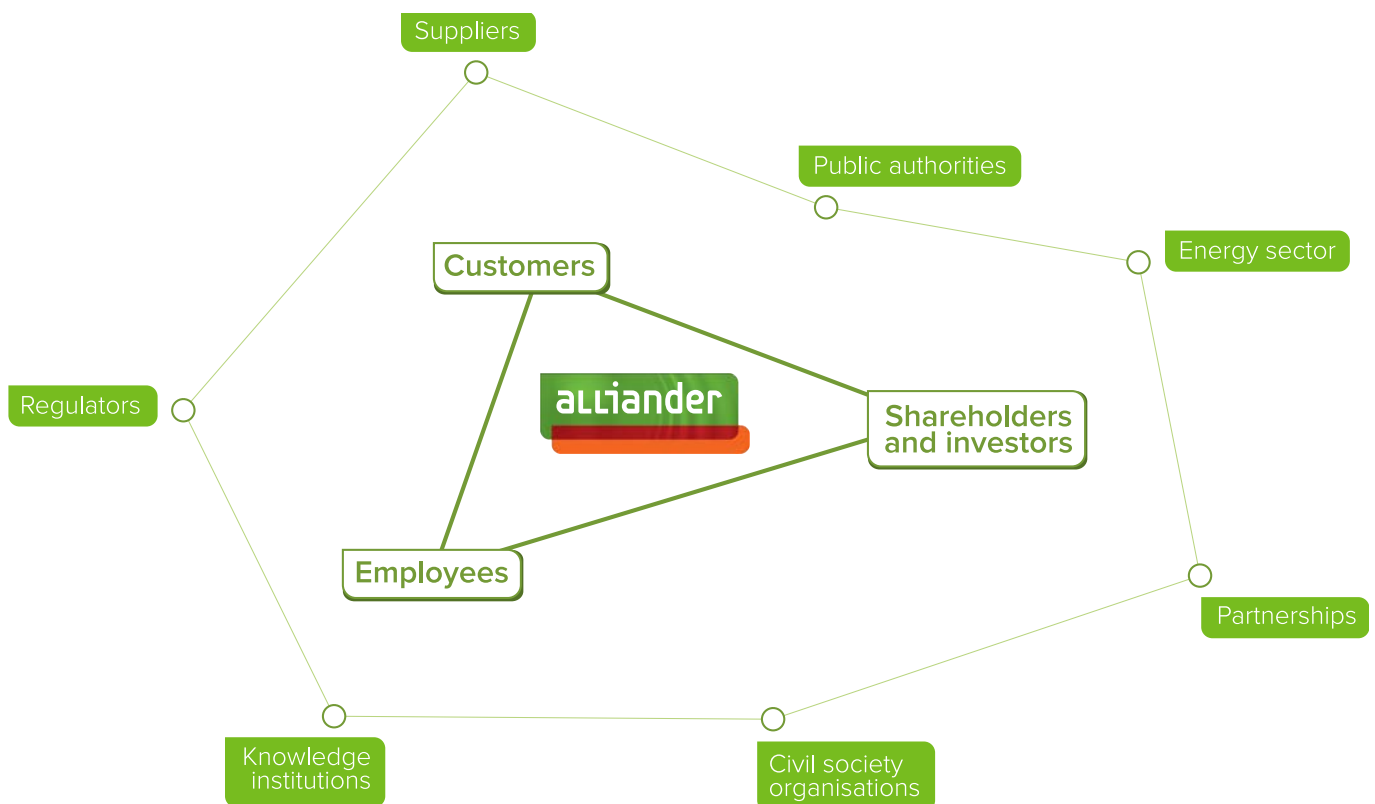 Suppliers
Public authorities
Energy sector
Customers
alliander
Regulators
Shareholders
and investors
Employees
Partnerships
Knowledge
institutions
Civil society
organisations